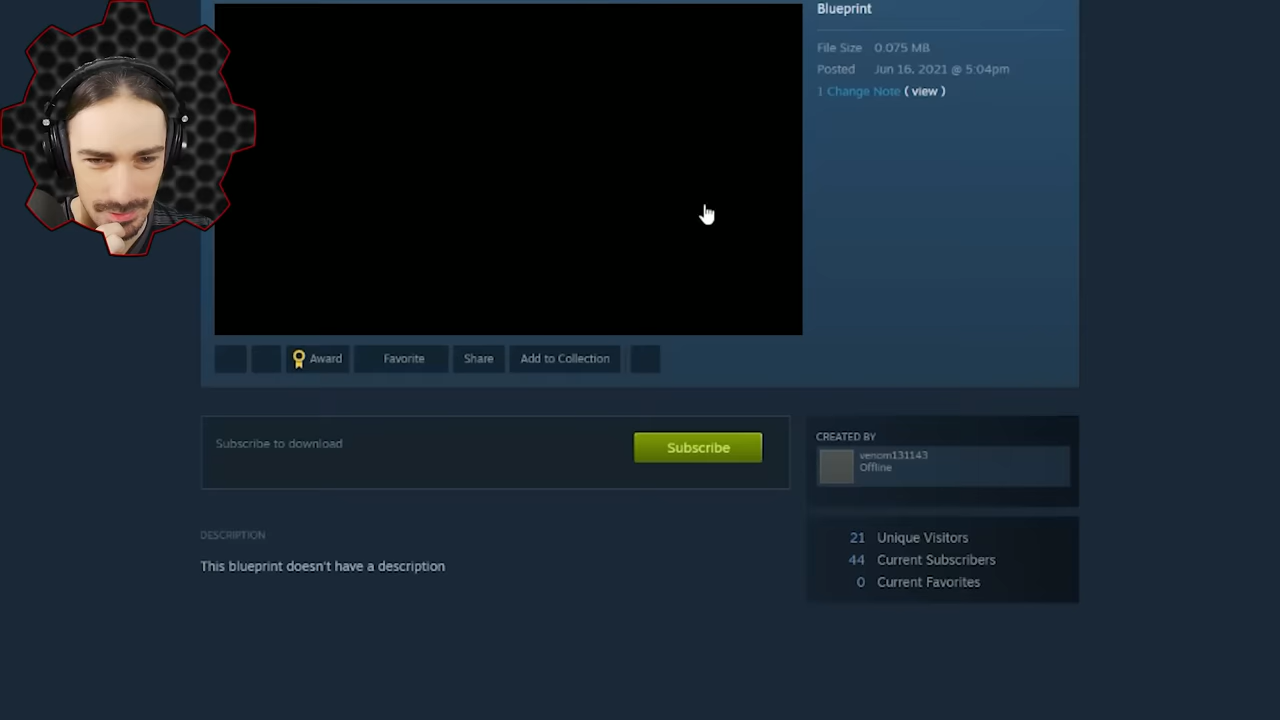 Blueprint
File Size 0.075 MB
Posted Jun 16, 2021 @ 5:04pm
1 Change Note ( view )
Award Favorite Share Add to Collection
Subscribe to download
Subscribe
CREATED BY
venom131143
Offline
DESCRIPTION
This blueprint doesn't have a description
21 Unique Visitors
44 Current Subscribers
0 Current Favorites